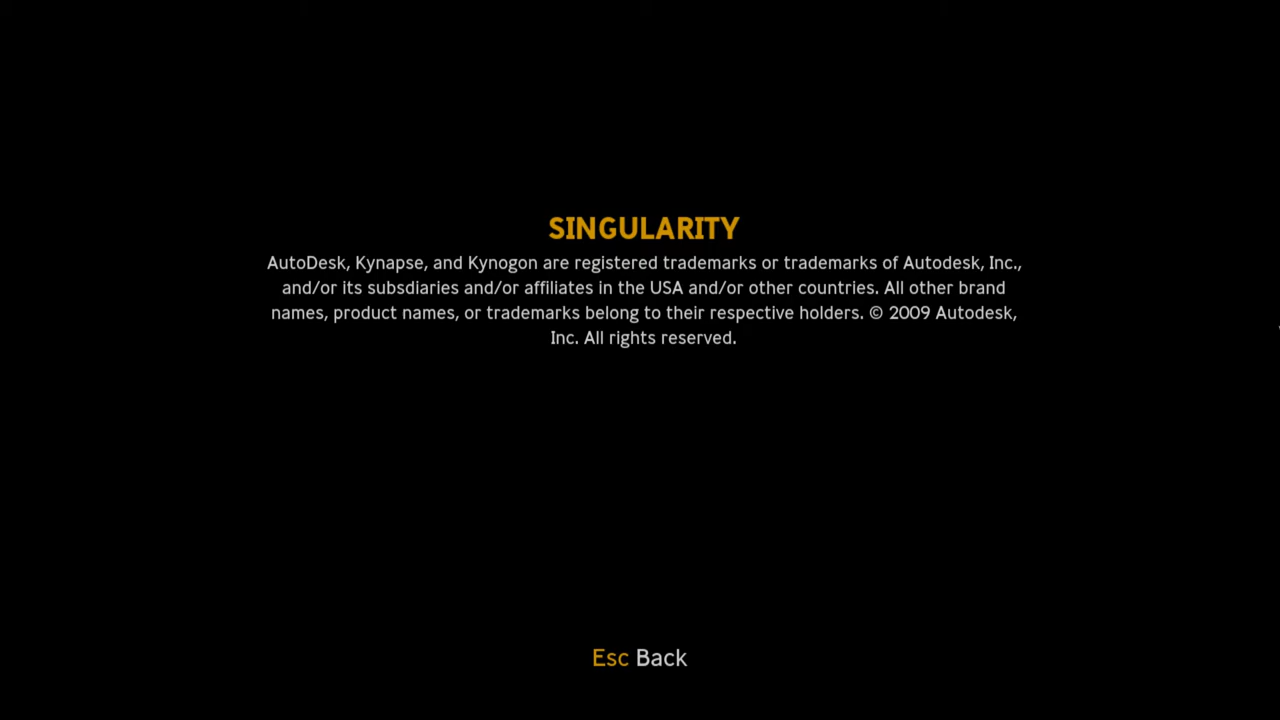 SINGULARITY
AutoDesk, Kynapse, and Kynogon are registered trademarks or trademarks of Autodesk, Inc.,
and/or its subsdiaries and/or affiliates in the USA and/or other countries. All other brand
names, product names, or trademarks belong to their respective holders. © 2009 Autodesk,
Inc. All rights reserved.
Esc Back